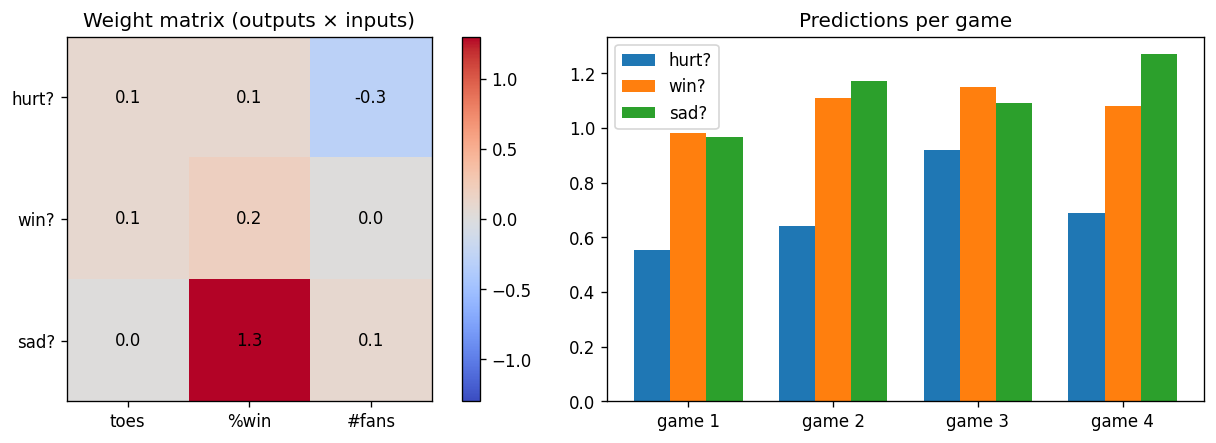 Weight matrix (outputs × inputs)
hurt?
0.1
0.1
-0.3
win?
0.1
0.2
0.0
sad?
0.0
1.3
0.1
toes
%win
#fans
1.0
0.5
0.0
−0.5
−1.0
Predictions per game
hurt?
win?
sad?
1.2
1.0
0.8
0.6
0.4
0.2
0.0
game 1
game 2
game 3
game 4